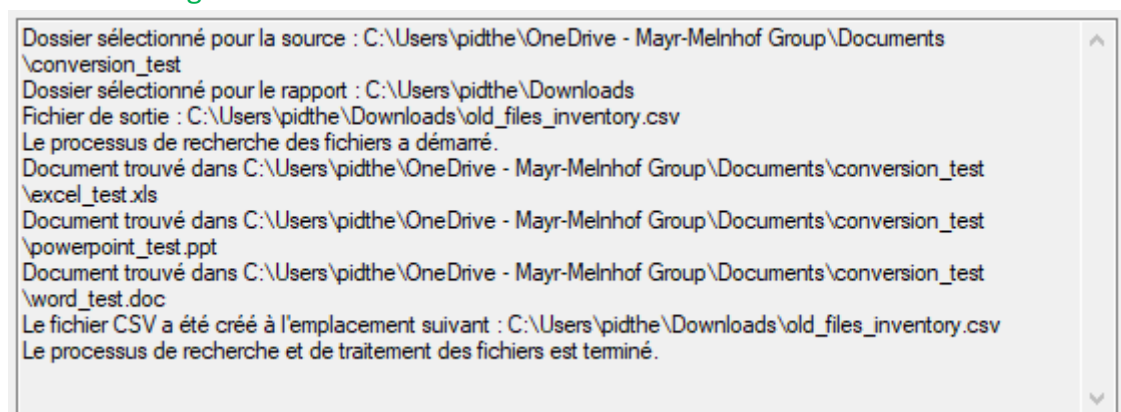 Dossier sélectionné pour la source : C:\Users\pidthe\OneDrive - Mayr-Melnhof Group\Documents
\conversion_test
Dossier sélectionné pour le rapport : C:\Users\pidthe\Downloads
Fichier de sortie : C:\Users\pidthe\Downloads\old_files_inventory.csv
Le processus de recherche des fichiers a démarré.
Document trouvé dans C:\Users\pidthe\OneDrive - Mayr-Melnhof Group\Documents\conversion_test
\excel_test.xls
Document trouvé dans C:\Users\pidthe\OneDrive - Mayr-Melnhof Group\Documents\conversion_test
\powerpoint_test.ppt
Document trouvé dans C:\Users\pidthe\OneDrive - Mayr-Melnhof Group\Documents\conversion_test
\word_test.doc
Le fichier CSV a été créé à l'emplacement suivant : C:\Users\pidthe\Downloads\old_files_inventory.csv
Le processus de recherche et de traitement des fichiers est terminé.